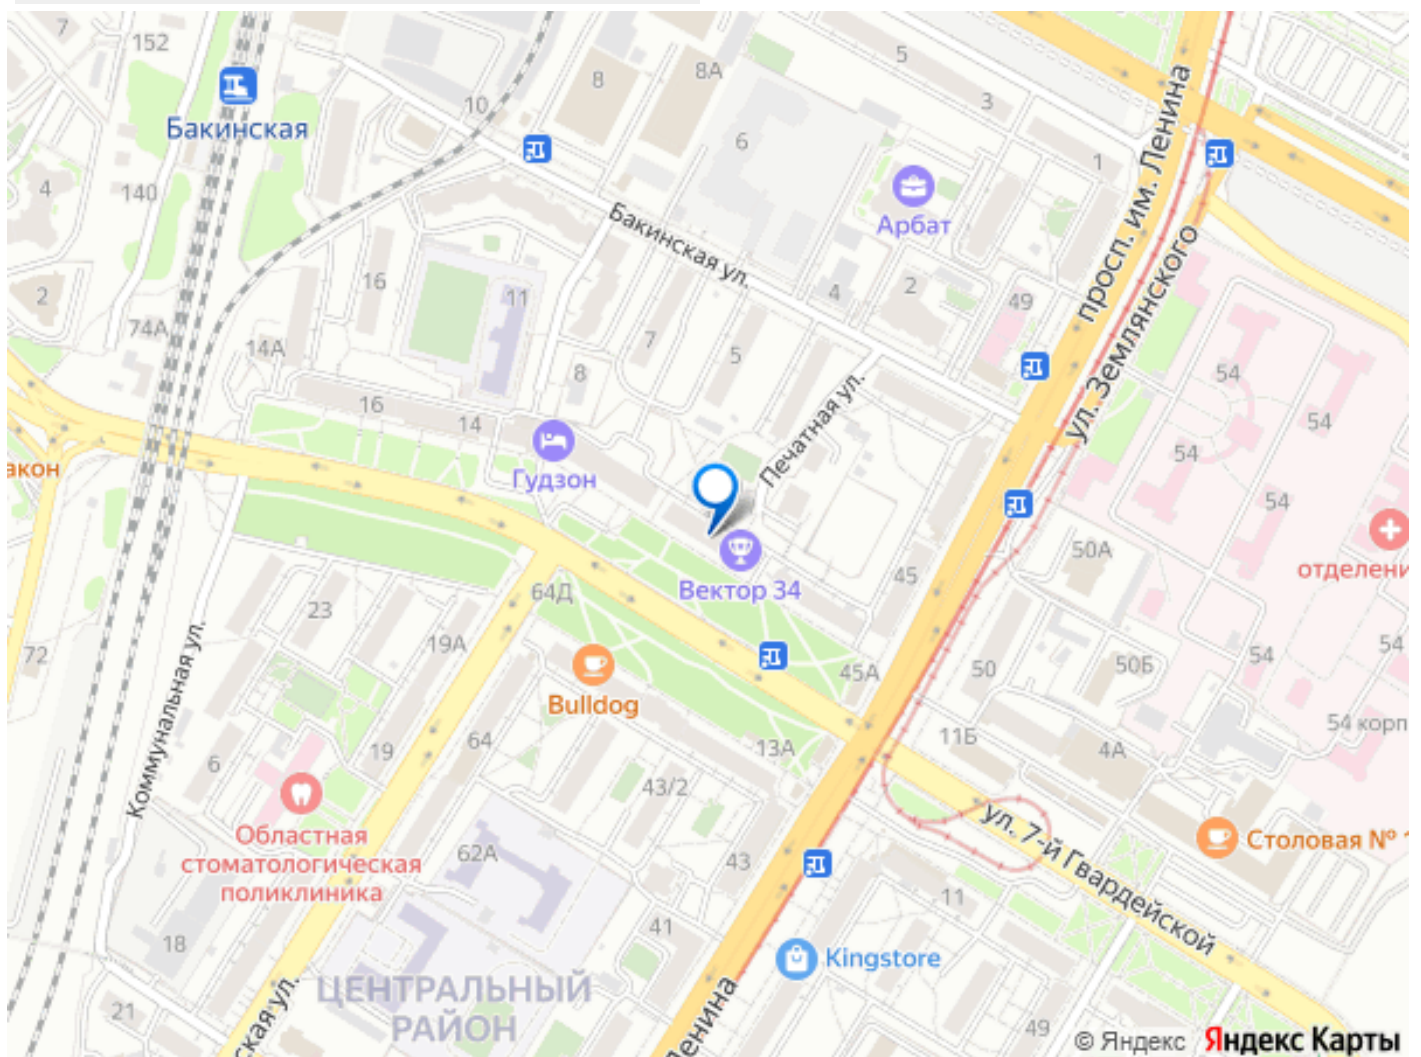 7
152
8
8А
5
3
10
6
1
Бакинская
просп. им. Ленина
4
140
Арбат
Бакинская ул.
ул. Землянского
2
16
11
4
2
49
74А
14А
7
5
8
54
54
16
14
54
Печатная ул.
акон
Гудзон
54
50А
отделени
Вектор 34
45
64Д
23
19А
72
45А
50
50Б
54
54
Bulldog
Коммунальная ул.
6
19
64
13А
11Б
4А
54 корп
43/2
ул. 7-й Гвардейской
Столовая № 1
Областная
стоматологическая
поликлиника
62А
43
11
18
41
Kingstore
ЦЕНТРАЛЬНЫЙ
РАЙОН
21
ская ул.
Ленина
49
© Яндекс Яндекс Карты